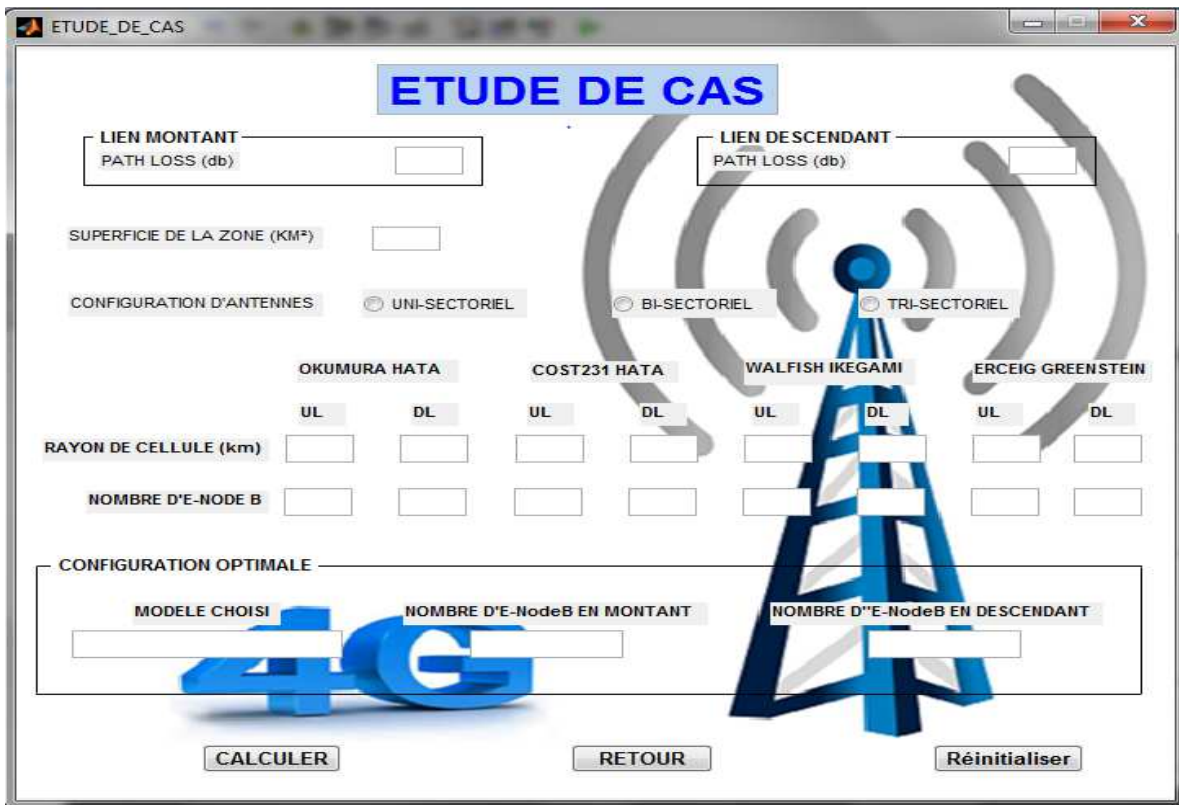 ETUDE_DE_CAS
ETUDE DE CAS
LIEN MONTANT
PATH LOSS (db)
LIEN DESCENDANT
PATH LOSS (db)
SUPERFICIE DE LA ZONE (KM²)
CONFIGURATION D'ANTENNES UNI-SECTORIEL BI-SECTORIEL TRI-SECTORIEL
OKUMURA HATA COST231 HATA WALFISH IKEGAMI ERCEIG GREENSTEIN
UL DL UL DL UL DL UL DL
RAYON DE CELLULE (km)
NOMBRE D'E-NODE B
CONFIGURATION OPTIMALE
MODELE CHOISI NOMBRE D'E-NodeB EN MONTANT NOMBRE D''E-NodeB EN DESCENDANT
4G
CALCULER RETOUR Réinitialiser